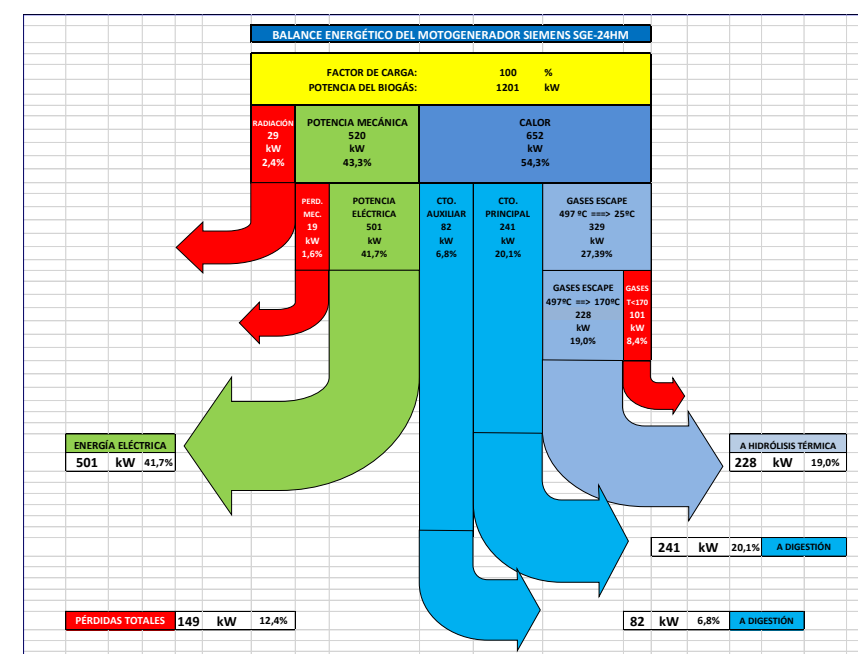 BALANCE ENERGÉTICO DEL MOTOGENERADOR SIEMENS SGE-24HM
FACTOR DE CARGA: 100 %
POTENCIA DEL BIOGÁS: 1201 kW
RADIACIÓN
29
kW
2,4%
POTENCIA MECÁNICA
520
kW
43,3%
CALOR
652
kW
54,3%
PERD.
MEC.
19
kW
1,6%
POTENCIA
ELÉCTRICA
501
kW
41,7%
CTO.
AUXILIAR
82
kW
6,8%
CTO.
PRINCIPAL
241
kW
20,1%
GASES ESCAPE
497 ºC ===> 25ºC
329
kW
27,39%
GASES ESCAPE
497ºC ==> 170ºC
228
kW
19,0%
GASES
T<170
101
kW
8,4%
ENERGÍA ELÉCTRICA
501 kW 41,7%
A HIDRÓLISIS TÉRMICA
228 kW 19,0%
241 kW 20,1% A DIGESTIÓN
PÉRDIDAS TOTALES 149 kW 12,4%
82 kW 6,8% A DIGESTIÓN